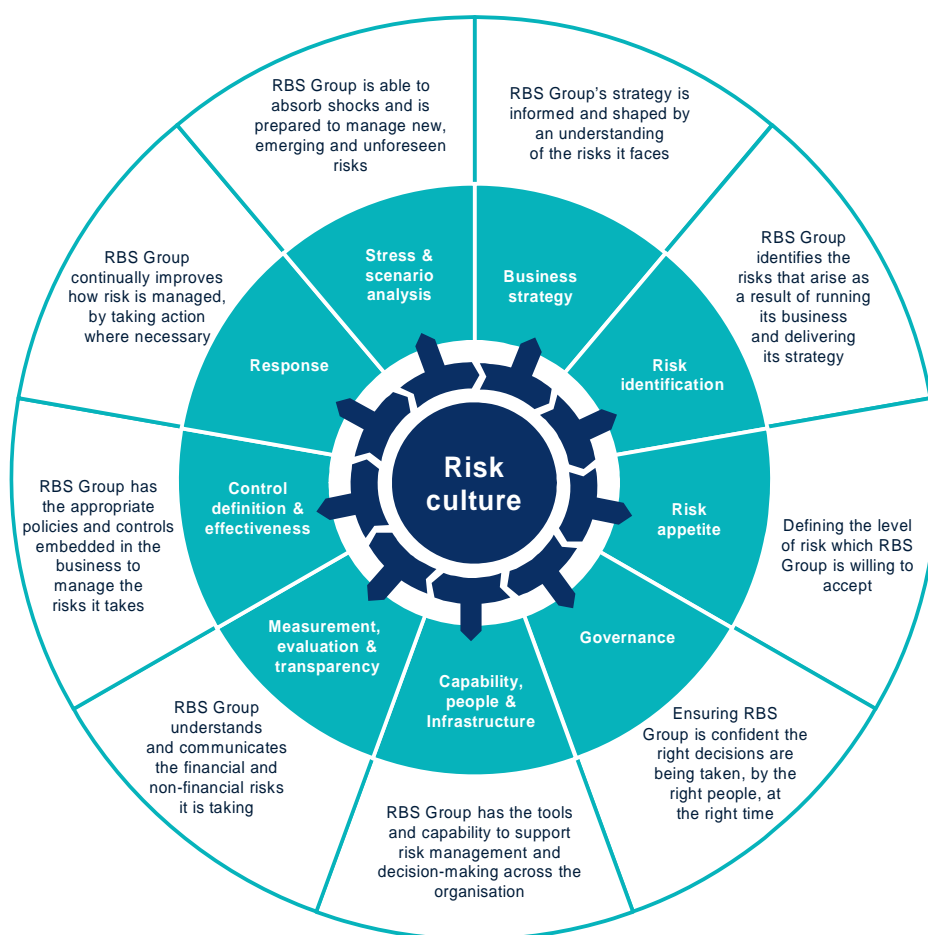 RBS Group is able to
absorb shocks and is
prepared to manage new,
emerging and unforeseen
risks
RBS Group's strategy is
informed and shaped by
an understanding
of the risks it faces
RBS Group
identifies the
risks that arise as
a result of running
its business
and delivering
its strategy
Defining the level
of risk which RBS
Group is willing to
accept
Ensuring RBS
Group is confident the
right decisions are
being taken, by the
right people, at
the right time
RBS Group has the tools
and capability to support
risk management and
decision-making across the
organisation
RBS Group
understands
and communicates
the financial and
non-financial risks
it is taking
RBS Group has
the appropriate
policies and controls
embedded in the
business to
manage the
risks it takes
RBS Group
continually improves
how risk is managed,
by taking action
where necessary
Stress &
scenario
analysis
Business
strategy
Risk
identification
Risk
appetite
Governance
Capability,
people &
Infrastructure
Measurement,
evaluation &
transparency
Control
definition &
effectiveness
Response
Risk
culture